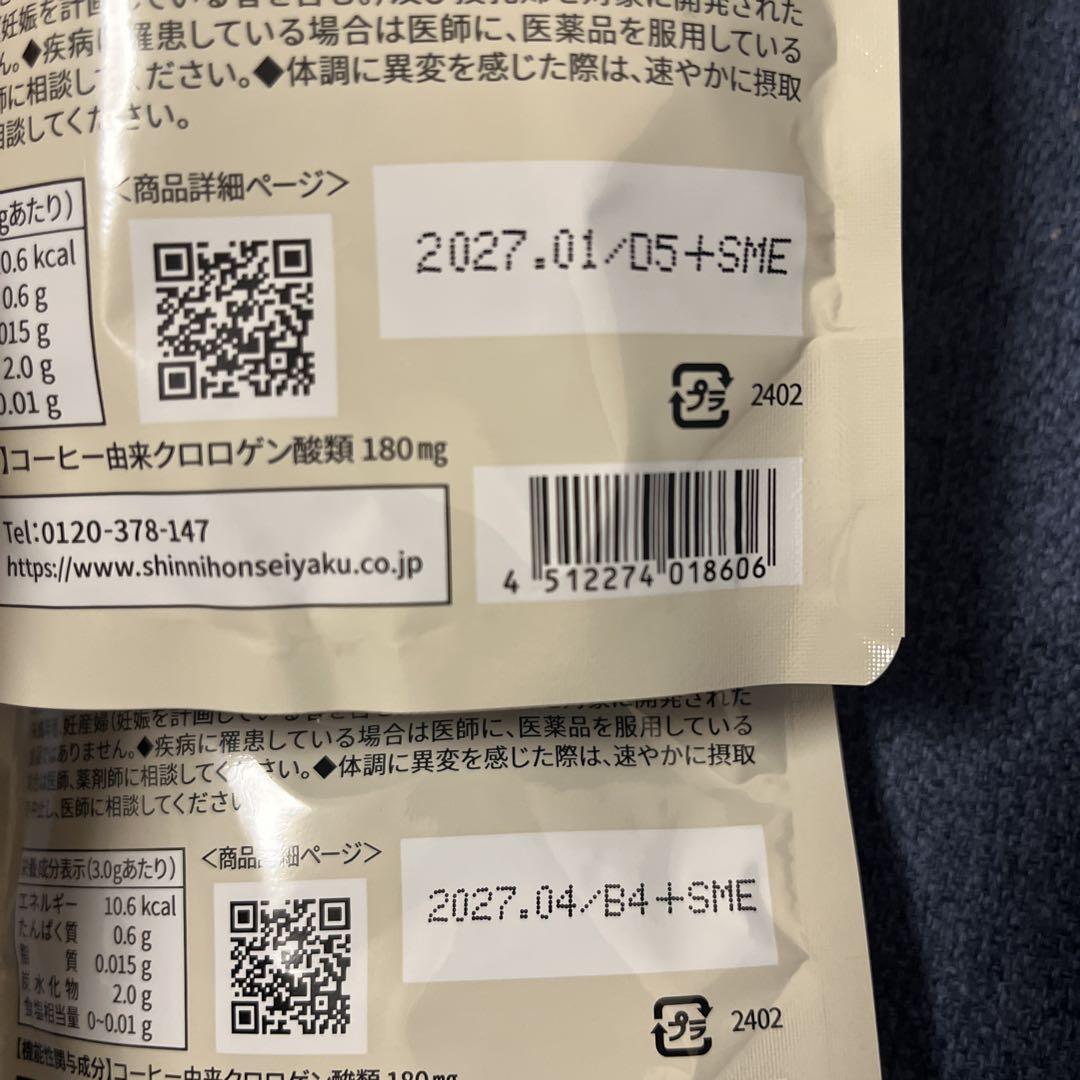 妊娠を計画している者を含む。)及び授乳婦を対象に開発された
ん。◆疾病に罹患している場合は医師に、医薬品を服用している
師に相談してください。◆体調に異変を感じた際は、速やかに摂取
相談してください。
<商品詳細ページ>
gあたり)
0.6 kcal
0.6 g
015 g
2.0 g
0.01 g
2027.01/D5+SME
プラ 2402
】コーヒー由来クロロゲン酸類 180mg
Tel:0120-378-147
https://www.shinnihonseiyaku.co.jp
4 512274 018606
妊産婦(妊娠を計画している
開発された
ではありません。◆疾病に罹患している場合は医師に、医薬品を服用している
は医師、薬剤師に相談してください。◆体調に異変を感じた際は、速やかに摂取
し、医師に相談してください
栄養成分表示(3.0gあたり)
エネルギー 10.6 kcal
たんぱく質 0.6 g
脂質 0.015 g
炭水化物 2.0 g
食塩相当量 0~0.01 g
<商品詳細ページ>
2027.04/B4+SME
プラ 2402
【機能性関与成分】コーヒー由来クロロゲン酸類 180mg